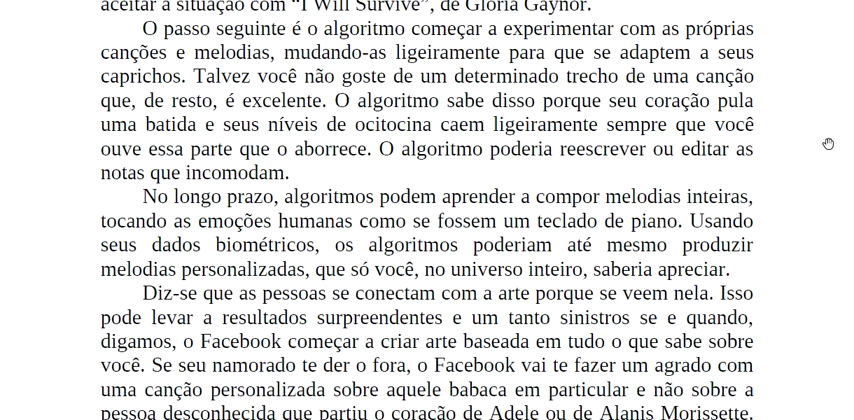 aceitar a situação com “I Will Survive”, de Gloria Gaynor.
O passo seguinte é o algoritmo começar a experimentar com as próprias
canções e melodias, mudando-as ligeiramente para que se adaptem a seus
caprichos. Talvez você não goste de um determinado trecho de uma canção
que, de resto, é excelente. O algoritmo sabe disso porque seu coração pula
uma batida e seus níveis de ocitocina caem ligeiramente sempre que você
ouve essa parte que o aborrece. O algoritmo poderia reescrever ou editar as
notas que incomodam.
No longo prazo, algoritmos podem aprender a compor melodias inteiras,
tocando as emoções humanas como se fossem um teclado de piano. Usando
seus dados biométricos, os algoritmos poderiam até mesmo produzir
melodias personalizadas, que só você, no universo inteiro, saberia apreciar.
Diz-se que as pessoas se conectam com a arte porque se veem nela. Isso
pode levar a resultados surpreendentes e um tanto sinistros se e quando,
digamos, o Facebook começar a criar arte baseada em tudo o que sabe sobre
você. Se seu namorado te der o fora, o Facebook vai te fazer um agrado com
uma canção personalizada sobre aquele babaca em particular e não sobre a
pessoa desconhecida que partiu o coração de Adele ou de Alanis Morissette.